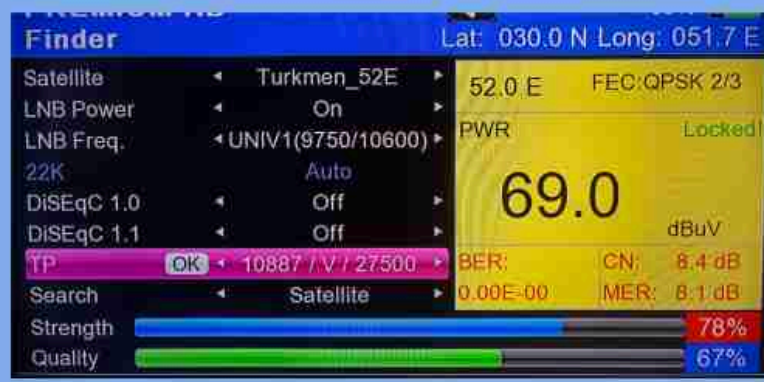 Finder
Lat: 030.0 N Long: 051.7 E
Satellite Turkmen_52E
LNB Power On
LNB Freq. UNIV1(9750/10600)
22K Auto
DiSEqC 1.0 Off
DiSEqC 1.1 Off
TP OK 10887 / V / 27500
Search Satellite
Strength 78%
Quality 67%
52.0 E FEC:QPSK 2/3
PWR Locked!
69.0
dBuV
BER: CN: 8.4 dB
0.00E-00 MER: 8.1 dB